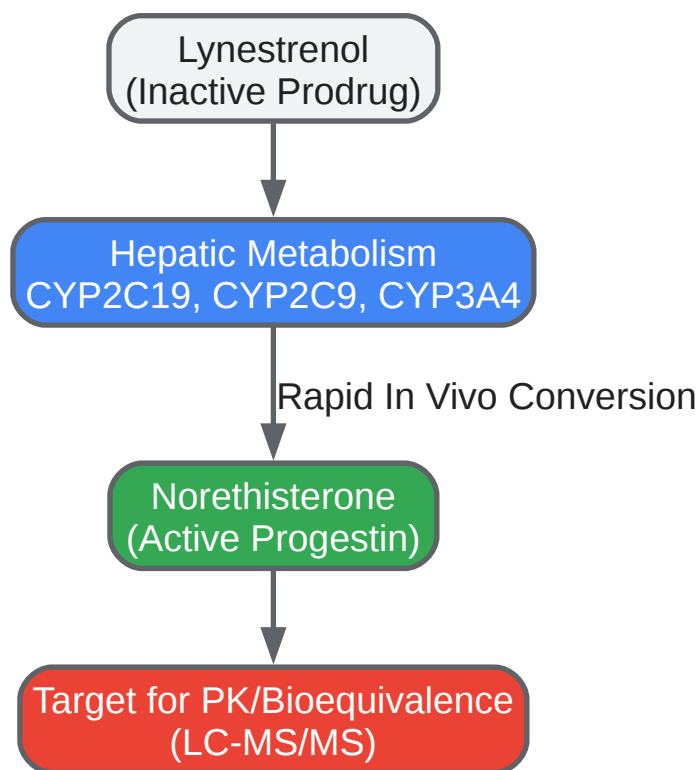 Lynestrenol
(Inactive Prodrug)
Hepatic Metabolism
CYP2C19, CYP2C9, CYP3A4
Rapid In Vivo Conversion
Norethisterone
(Active Progestin)
Target for PK/Bioequivalence
(LC-MS/MS)